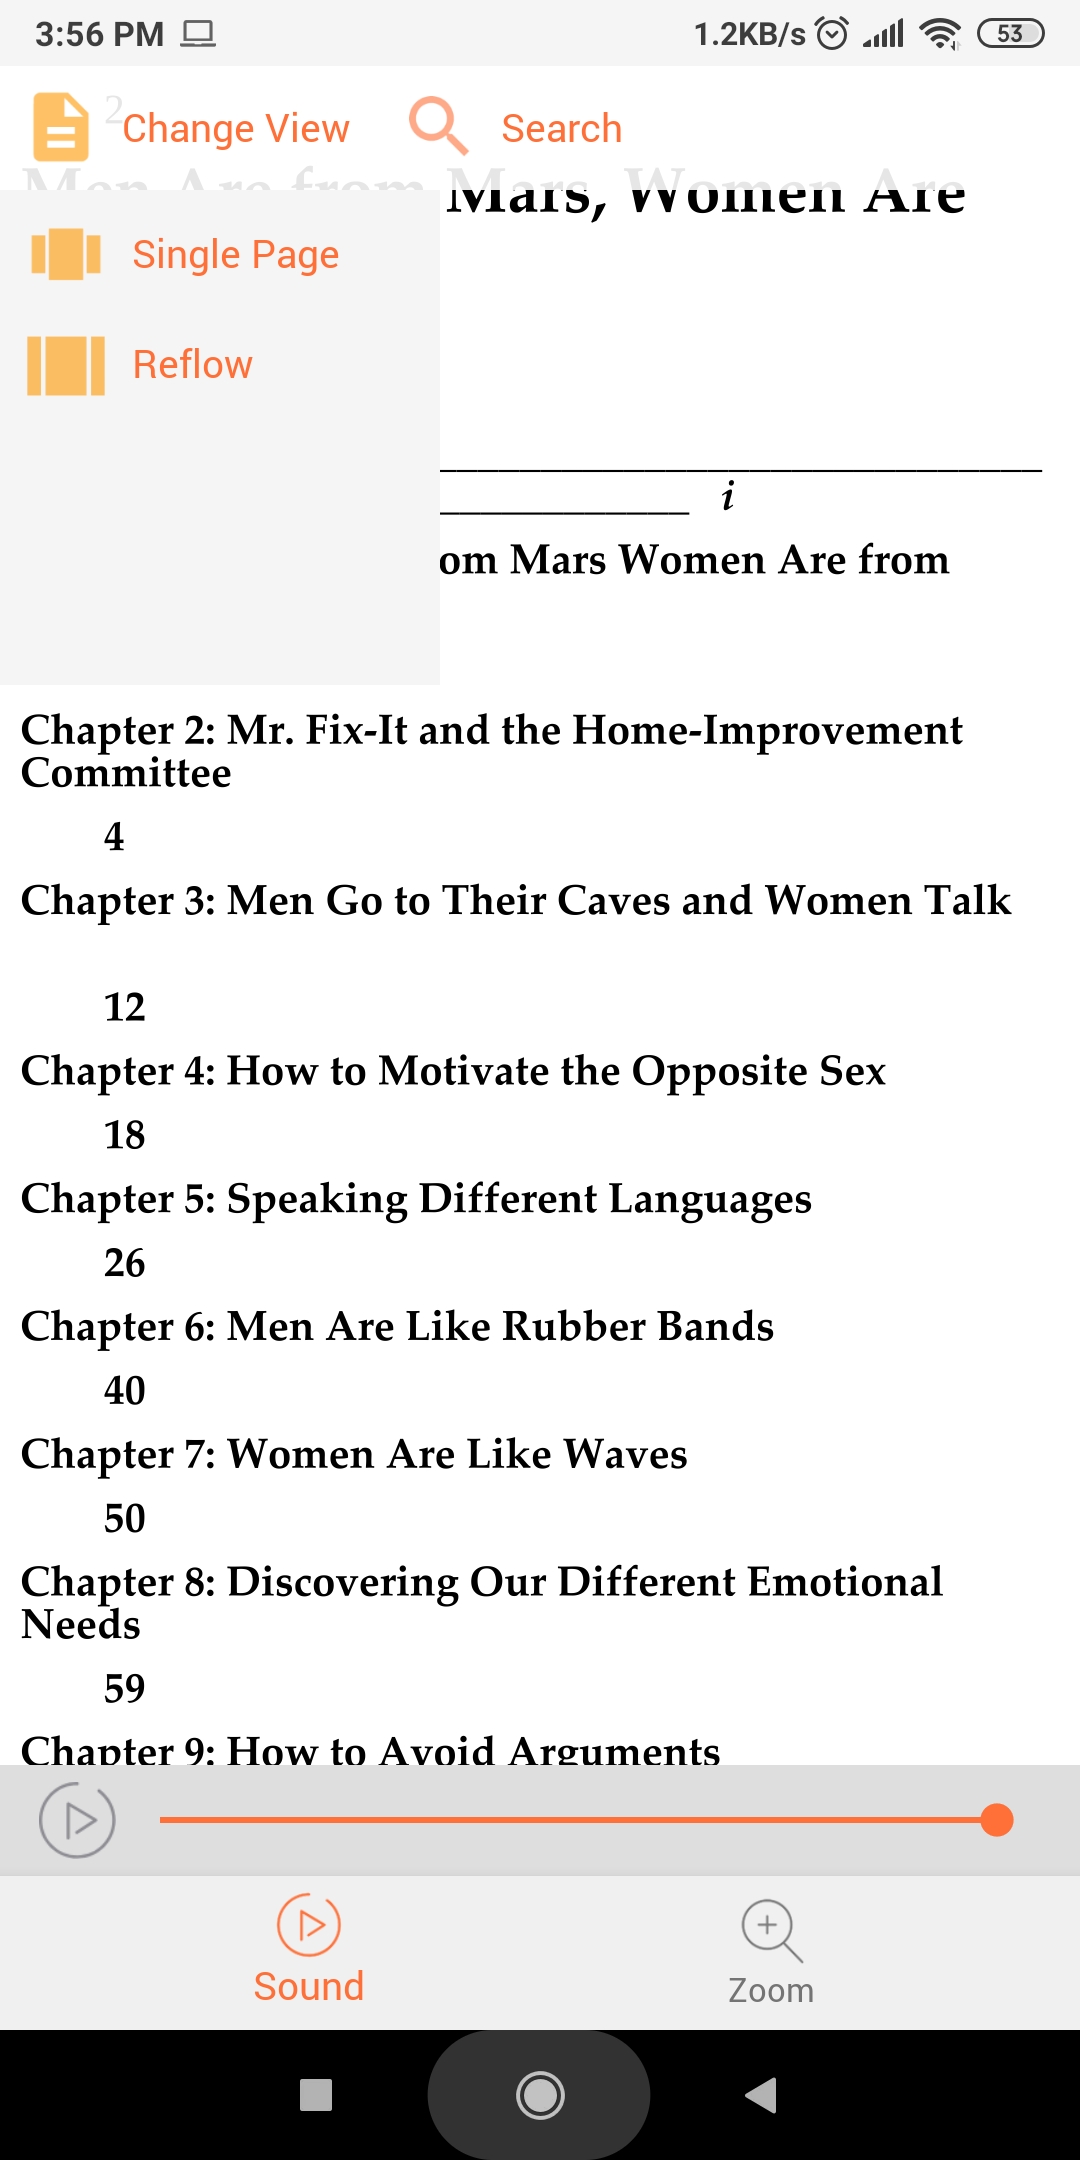 3:56 PM 1.2KB/s 53
2
Change View Search
Men Are from Mars, Women Are
Single Page
Reflow
i
om Mars Women Are from
Chapter 2: Mr. Fix-It and the Home-Improvement
Committee
4
Chapter 3: Men Go to Their Caves and Women Talk
12
Chapter 4: How to Motivate the Opposite Sex
18
Chapter 5: Speaking Different Languages
26
Chapter 6: Men Are Like Rubber Bands
40
Chapter 7: Women Are Like Waves
50
Chapter 8: Discovering Our Different Emotional
Needs
59
Chapter 9: How to Avoid Arguments
Sound Zoom